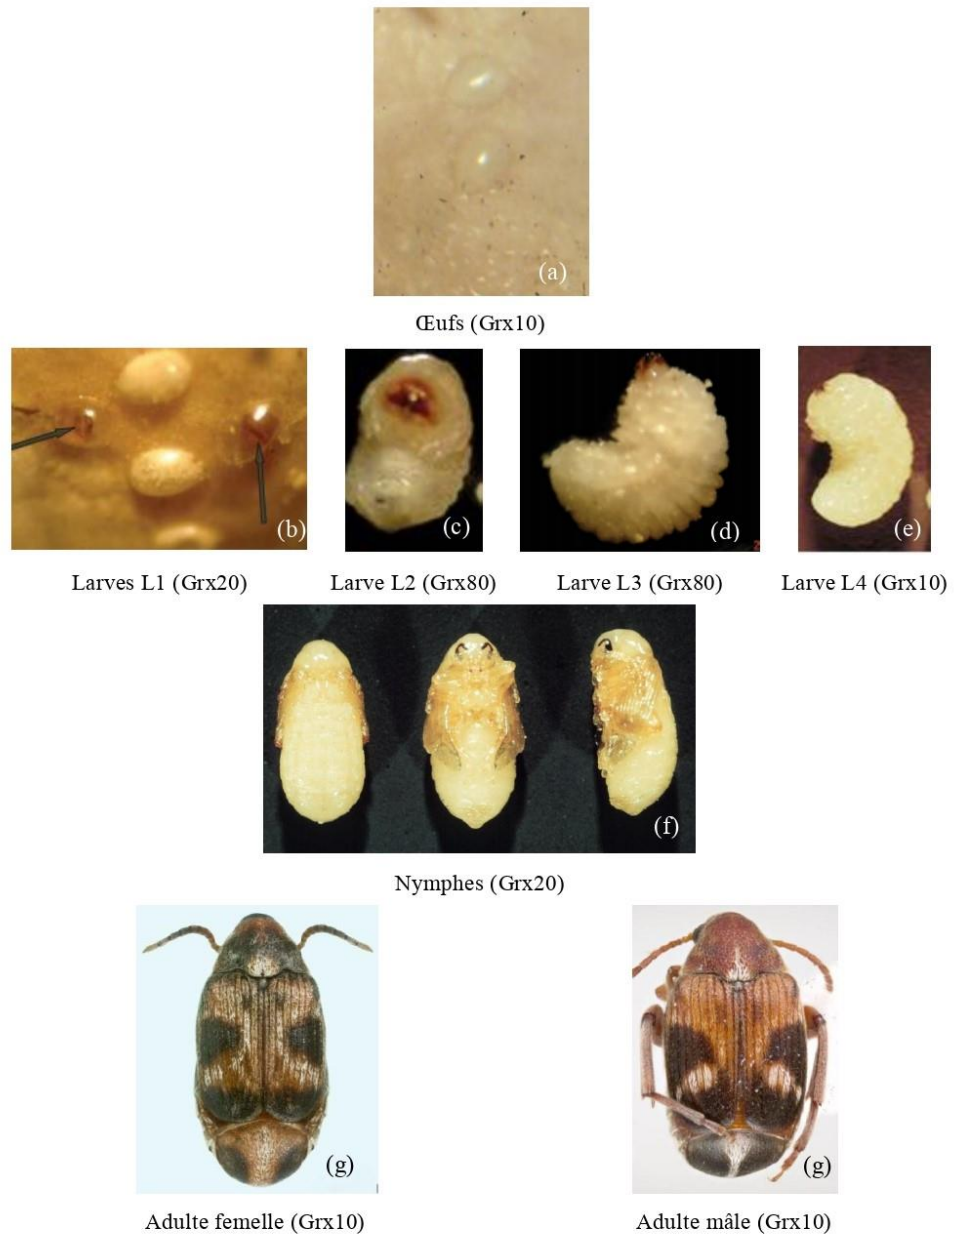 (a)
Œufs (Grx10)
(b)
(c)
(d)
(e)
Larves L1 (Grx20)
Larve L2 (Grx80)
Larve L3 (Grx80)
Larve L4 (Grx10)
(f)
Nymphes (Grx20)
(g)
(g)
Adulte femelle (Grx10)
Adulte mâle (Grx10)